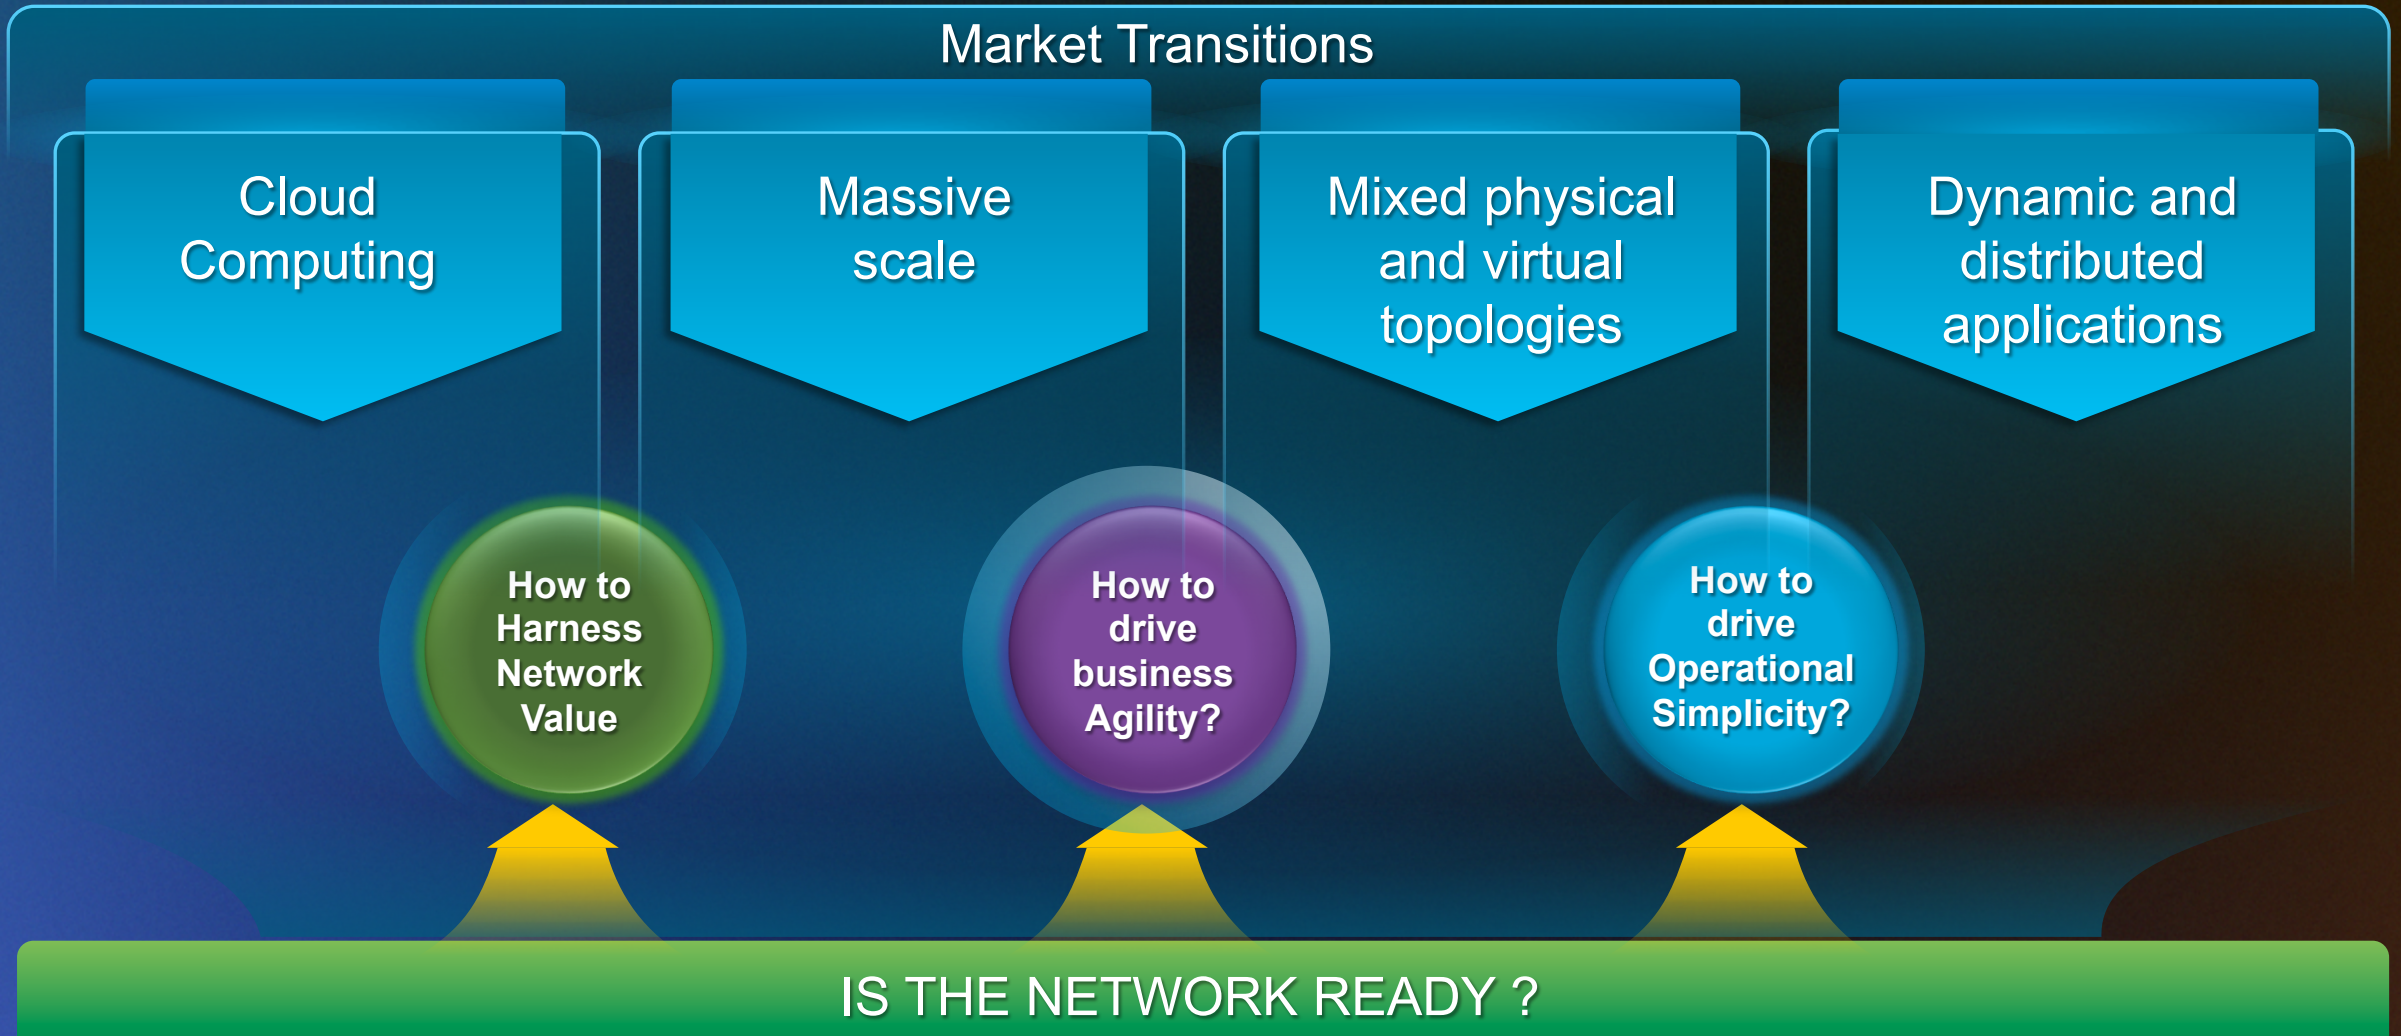 Market Transitions
Cloud
Computing
Massive
scale
Mixed physical
and virtual
topologies
Dynamic and
distributed
applications
How to
Harness
Network
Value
How to
drive
business
Agility?
How to
drive
Operational
Simplicity?
IS THE NETWORK READY ?